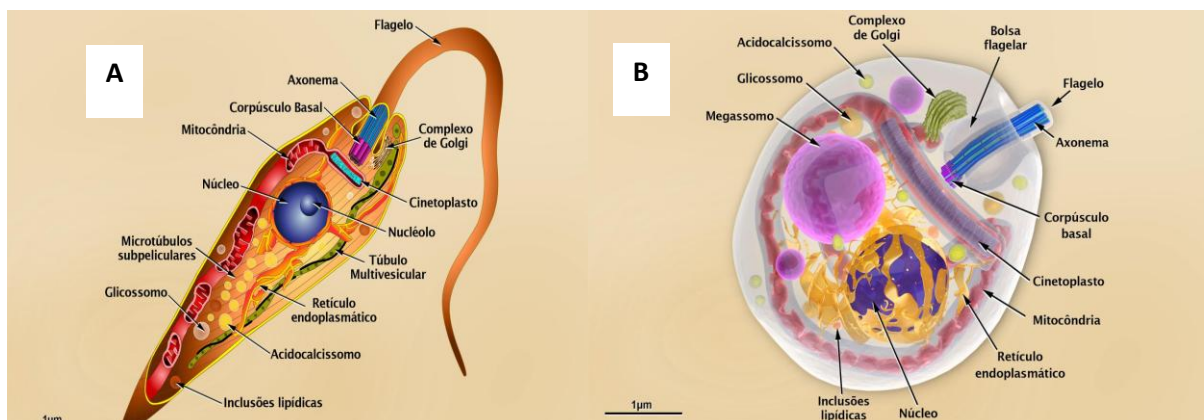 A
Flagelo
Axonema
Corpúsculo Basal
Mitocôndria
Complexo
de Golgi
Núcleo
Cinetoplasto
Nucléolo
Microtúbulos
subpeliculares
Túbulo
Multivesicular
Glicossomo
Retículo
endoplasmático
Acidocalcissomo
Inclusões lipídicas
1µm
B
Complexo
de Golgi
Bolsa
flagelar
Acidocalcissomo
Glicossomo
Flagelo
Megassomo
Axonema
Corpúsculo
basal
Cinetoplasto
Mitocôndria
Retículo
endoplasmático
Inclusões
lipídicas
Núcleo
1µm